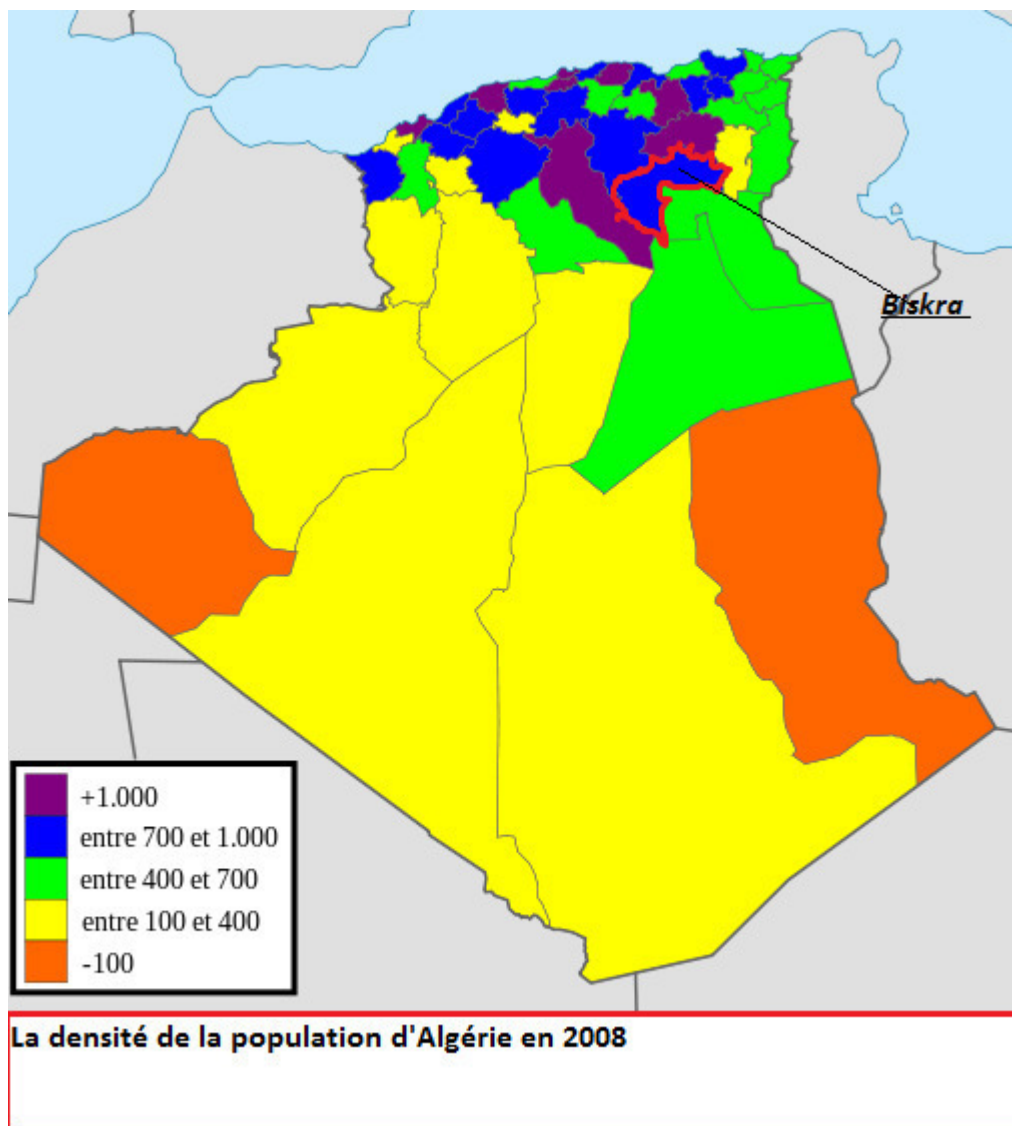 Biskra
+1.000
entre 700 et 1.000
entre 400 et 700
entre 100 et 400
-100
La densité de la population d'Algérie en 2008